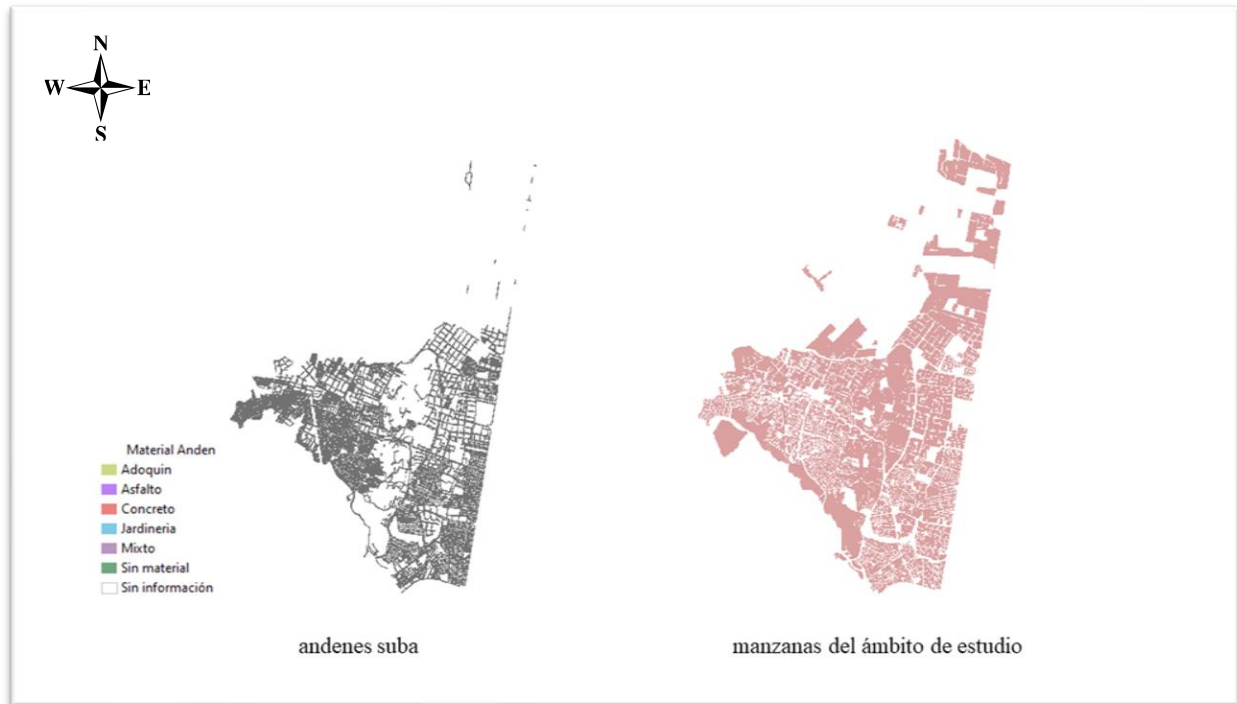 N
W E
S
Material Anden
Adoquin
Asfalto
Concreto
Jardineria
Mixto
Sin material
Sin información
andenes suba
manzanas del ámbito de estudio